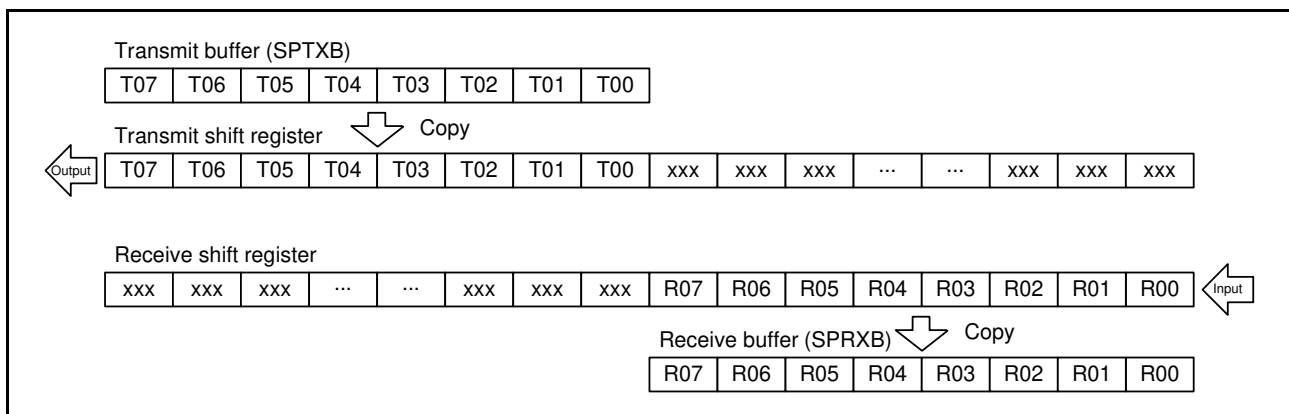 Transmit buffer (SPTXB)
T07 T06 T05 T04 T03 T02 T01 T00
Copy
Transmit shift register
Output T07 T06 T05 T04 T03 T02 T01 T00 xxx xxx xxx ... ... xxx xxx xxx
Receive shift register
xxx xxx xxx ... ... xxx xxx xxx R07 R06 R05 R04 R03 R02 R01 R00 Input
Receive buffer (SPRXB) Copy
R07 R06 R05 R04 R03 R02 R01 R00